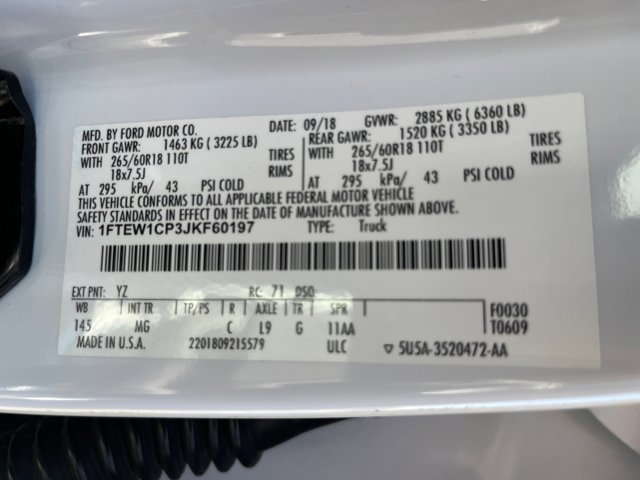 MFD. BY FORD MOTOR CO.
DATE: 09/18 GVWR: 2885 KG ( 6360 LB)
FRONT GAWR: 1463 KG ( 3225 LB)
REAR GAWR: 1520 KG ( 3350 LB)
WITH 265/60R18 110T TIRES
WITH 265/60R18 110T TIRES
18x7.5J RIMS
18x7.5J RIMS
AT 295 kPa/ 43 PSI COLD
AT 295 kPa/ 43 PSI COLD
THIS VEHICLE CONFORMS TO ALL APPLICABLE FEDERAL MOTOR VEHICLE
SAFETY STANDARDS IN EFFECT ON THE DATE OF MANUFACTURE SHOWN ABOVE.
VIN: 1FTEW1CP3JKF60197 TYPE: Truck
EXT PNT: YZ RC: 71 DSO:
WB INT TR TP/PS R AXLE TR SPR
145 MG C L9 G 11AA
F0030
T0609
MADE IN U.S.A. 2201809215579 ULC ▽ 5U5A-3520472-AA